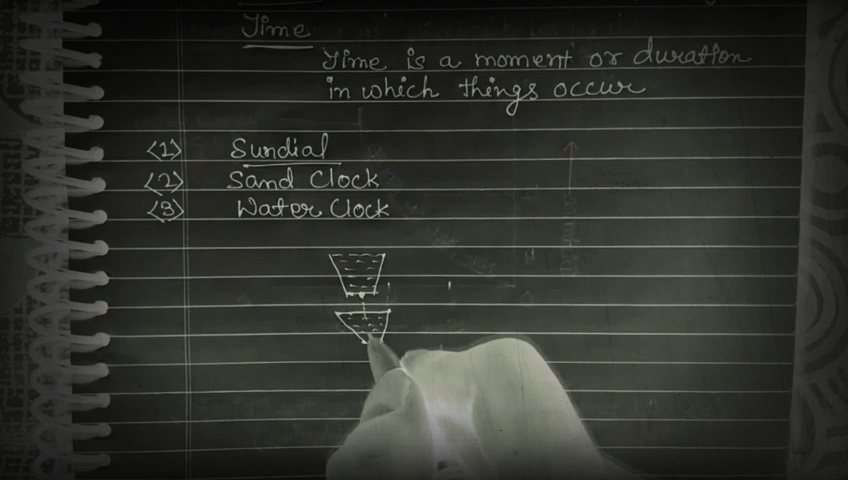 Time
Time is a moment or duration
in which things occur
<1> Sundial
<2> Sand Clock
<3> Water Clock